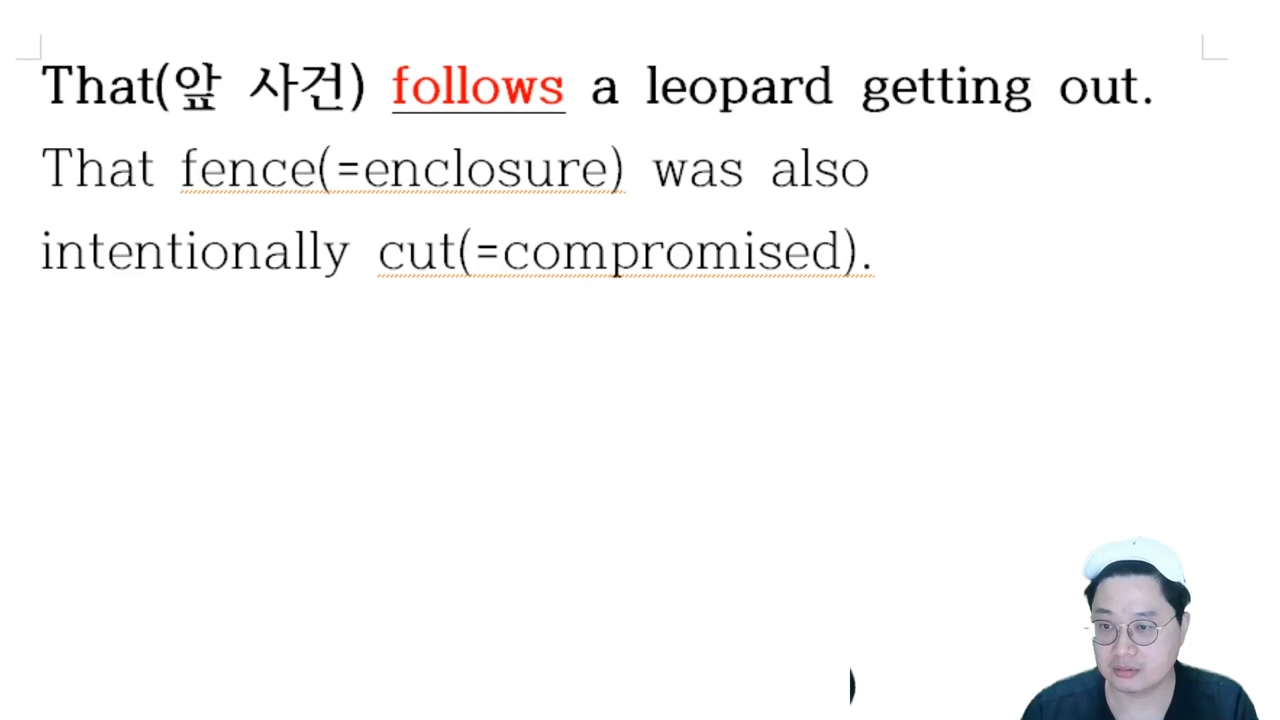 That(앞 사건) follows a leopard getting out.
That fence(=enclosure) was also
intentionally cut(=compromised).